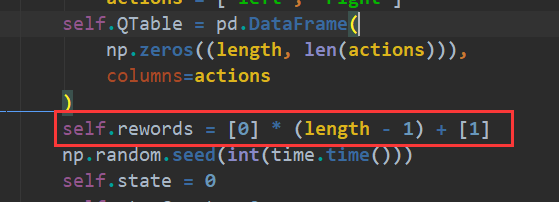 actions = ["left", "right"]
self.QTable = pd.DataFrame(
np.zeros((length, len(actions))),
columns=actions
)
self.rewords = [0] * (length - 1) + [1]
np.random.seed(int(time.time()))
self.state = 0